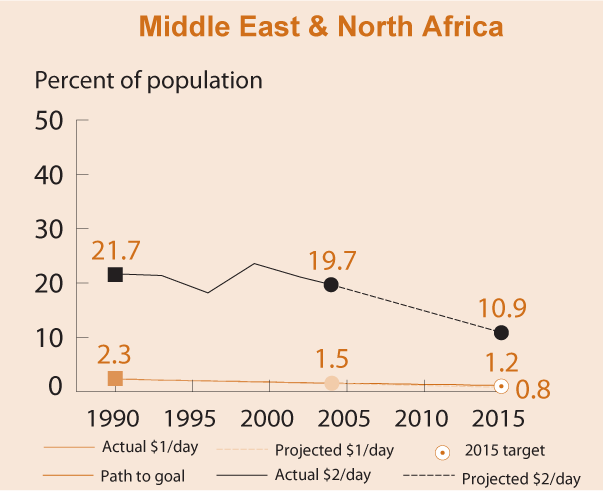 Middle East & North Africa
Percent of population
50
40
30
21.7
19.7
20
10.9
10
2.3
1.5
1.2
0
0.8
1990 1995 2000 2005 2010 2015
Actual $1/day Projected $1/day 2015 target
Path to goal Actual $2/day Projected $2/day